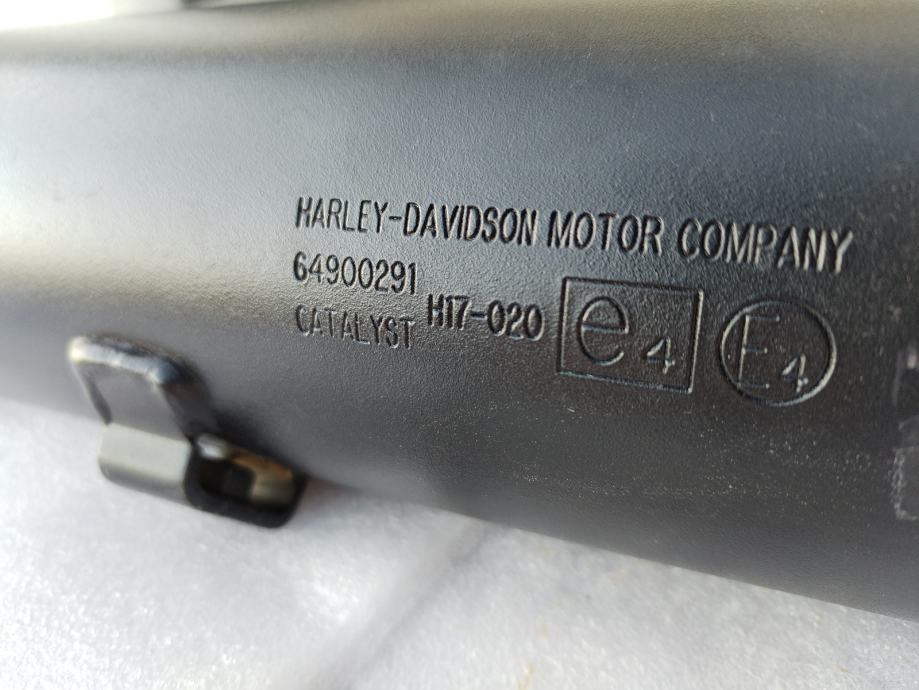 HARLEY-DAVIDSON MOTOR COMPANY
64900291
CATALYST H17-020 e4 E4